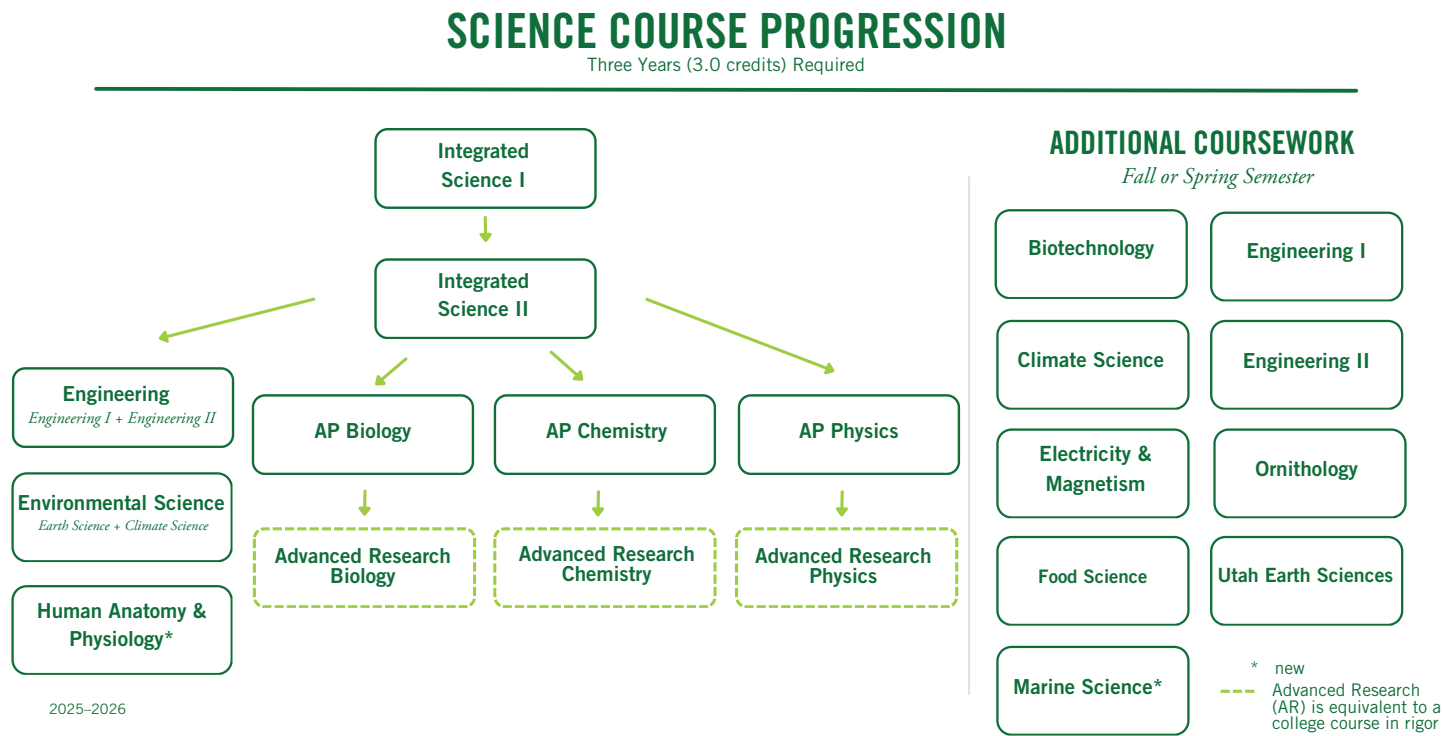 SCIENCE COURSE PROGRESSION
Three Years (3.0 credits) Required
Integrated
Science I
Integrated
Science II
Engineering
Engineering I + Engineering II
Environmental Science
Earth Science + Climate Science
Human Anatomy &
Physiology*
AP Biology
AP Chemistry
AP Physics
Advanced Research
Biology
Advanced Research
Chemistry
Advanced Research
Physics
2025–2026
ADDITIONAL COURSEWORK
Fall or Spring Semester
Biotechnology
Engineering I
Climate Science
Engineering II
Electricity &
Magnetism
Ornithology
Food Science
Utah Earth Sciences
Marine Science*
* new
Advanced Research
(AR) is equivalent to a
college course in rigor